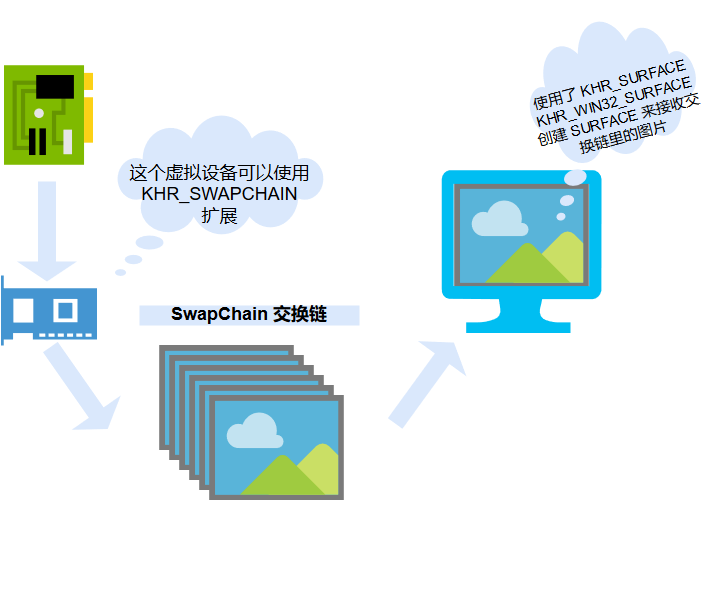 使用了 KHR_SURFACE
KHR_WIN32_SURFACE
创建 SURFACE 来接收交
换链里的图片
这个虚拟设备可以使用
KHR_SWAPCHAIN
扩展
SwapChain 交换链